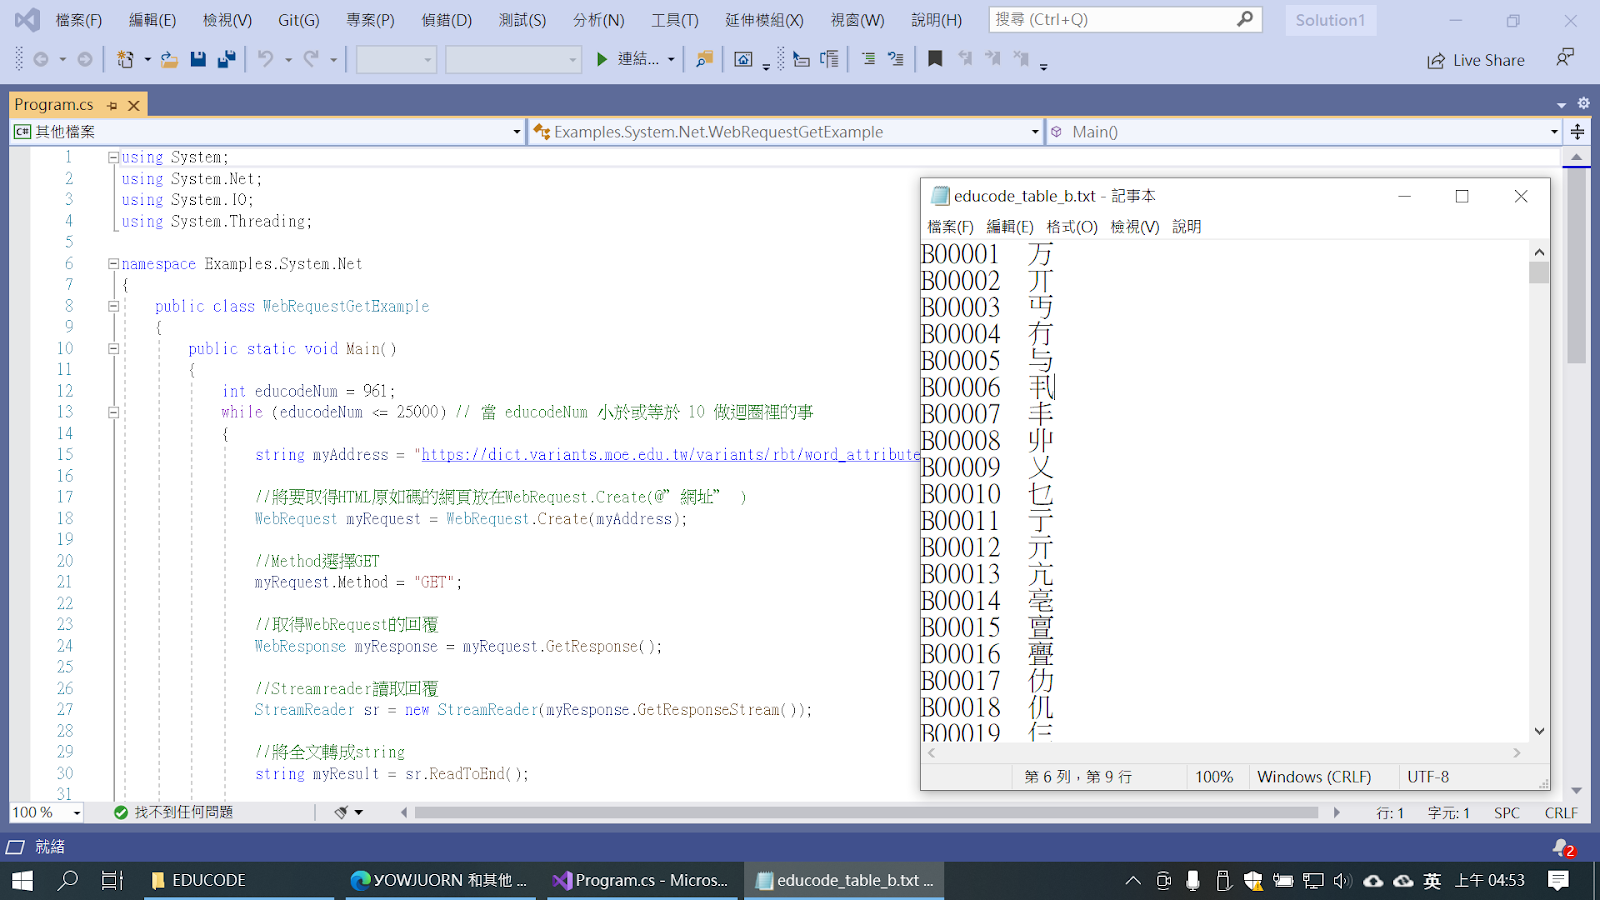 檔案(F) 編輯(E) 檢視(V) Git(G) 專案(P) 偵錯(D) 測試(S) 分析(N) 工具(T) 延伸模組(X) 視窗(W) 說明(H) 搜尋 (Ctrl+Q) Solution1
連結... Live Share
Program.cs
C# 其他檔案 Examples.System.Net.WebRequestGetExample Main()
1 using System;
2 using System.Net;
3 using System.IO;
4 using System.Threading;
5
6 namespace Examples.System.Net
7 {
8 public class WebRequestGetExample
9 {
10 public static void Main()
11 {
12 int educodeNum = 961;
13 while (educodeNum <= 25000) // 當 educodeNum 小於或等於 10 做迴圈裡的事
14 {
15 string myAddress = "https://dict.variants.moe.edu.tw/variants/rbt/word_attribute
16
17 //將要取得HTML原如碼的網頁放在WebRequest.Create(@”網址” )
18 WebRequest myRequest = WebRequest.Create(myAddress);
19
20 //Method選擇GET
21 myRequest.Method = "GET";
22
23 //取得WebRequest的回覆
24 WebResponse myResponse = myRequest.GetResponse();
25
26 //Streamreader讀取回覆
27 StreamReader sr = new StreamReader(myResponse.GetResponseStream());
28
29 //將全文轉成string
30 string myResult = sr.ReadToEnd();
31
educode_table_b.txt - 記事本
檔案(F) 編輯(E) 格式(O) 檢視(V) 說明
B00001 万
B00002 丌
B00003 丐
B00004 冇
B00005 与
B00006
B00007
B00008 丱
B00009 乂
B00010 乜
B00011 亍
B00012 亓
B00013 亢
B00014 亳
B00015 亶
B00016 亹
B00017 仂
B00018 仉
B00019 仨
第 6 列，第 9 行 100% Windows (CRLF) UTF-8
100 % 找不到任何問題 行: 1 字元: 1 SPC CRLF
就緒 2
EDUCODE YOWJUORN 和其他 ... Program.cs - Micros... educode_table_b.txt ... 英 上午 04:53